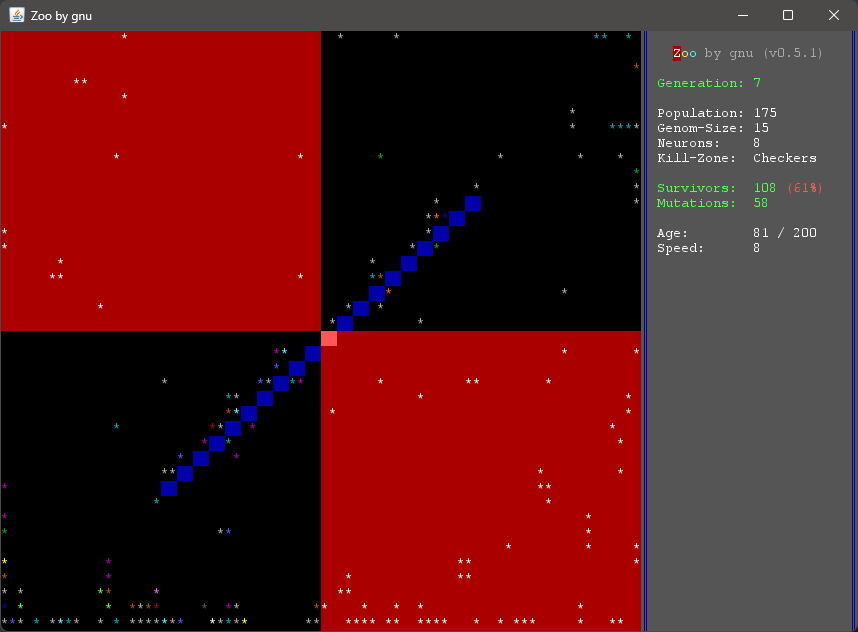 Zoo by gnu
Zoo by gnu (v0.5.1)
Generation: 7
Population: 175
Genom-Size: 15
Neurons: 8
Kill-Zone: Checkers
Survivors: 108 (61%)
Mutations: 58
Age: 81 / 200
Speed: 8